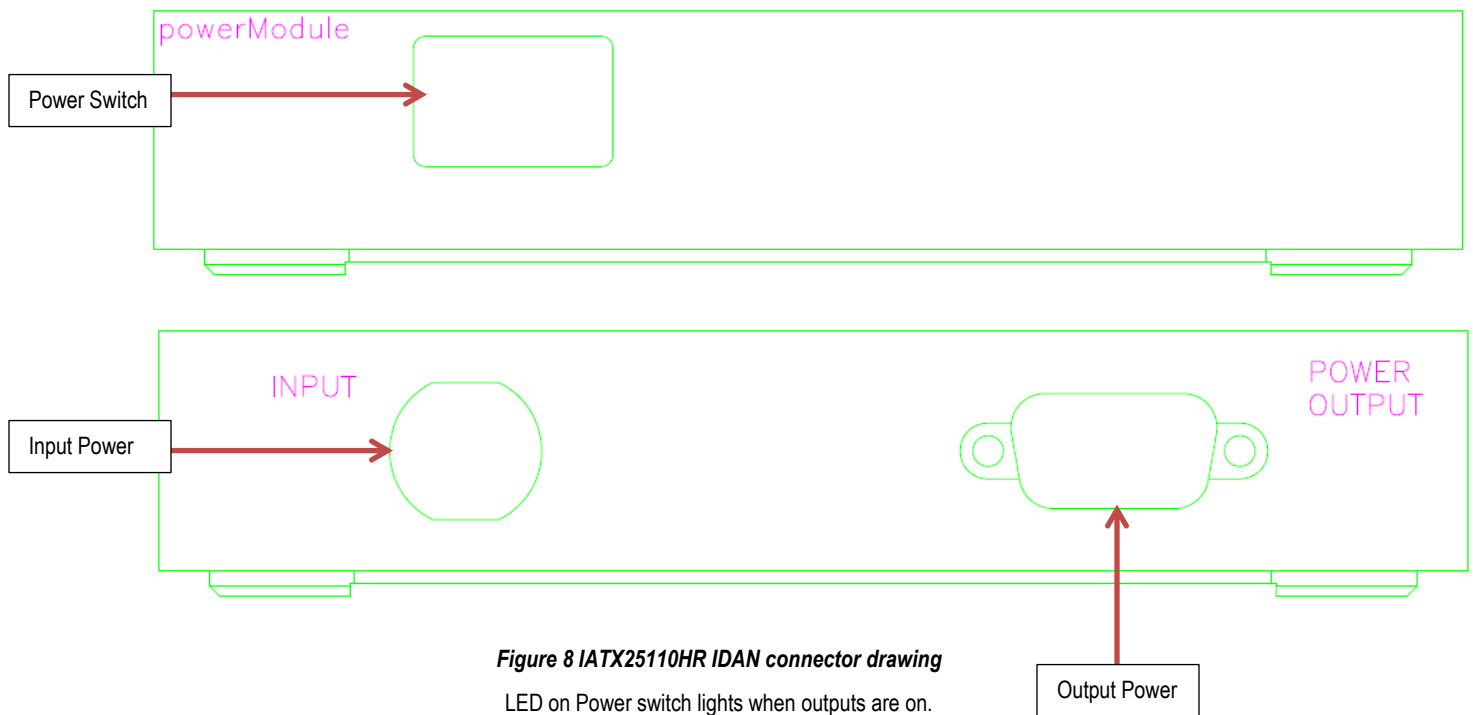 powerModule
Power Switch
INPUT
POWER
OUTPUT
Input Power
Figure 8 IATX25110HR IDAN connector drawing
Output Power
LED on Power switch lights when outputs are on.